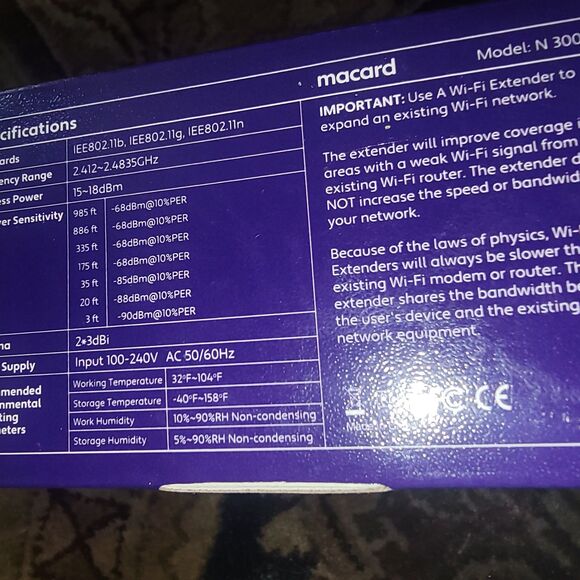 macard
Model: N 300
cifications
IEE802.11b, IEE802.11g, IEE802.11n
ency Range
2.412~2.4835GHz
ess Power
15~18dBm
er Sensitivity
985 ft -68dBm@10%PER
886 ft -68dBm@10%PER
335 ft -68dBm@10%PER
175 ft -68dBm@10%PER
35 ft -85dBm@10%PER
20 ft -88dBm@10%PER
3 ft -90dBm@10%PER
na
2*3dBi
Supply
Input 100-240V AC 50/60Hz
mended
nmental
ting
meters
Working Temperature 32°F~104°F
Storage Temperature -40°F~158°F
Work Humidity 10%~90%RH Non-condensing
Storage Humidity 5%~90%RH Non-condensing
IMPORTANT: Use A Wi-Fi Extender to
expand an existing Wi-Fi network.
The extender will improve coverage i
areas with a weak Wi-Fi signal from
existing Wi-Fi router. The extender d
NOT increase the speed or bandwid
your network.
Because of the laws of physics, Wi-
Extenders will always be slower th
existing Wi-Fi modem or router. Th
extender shares the bandwidth be
the user's device and the existing
network equipment.
CE